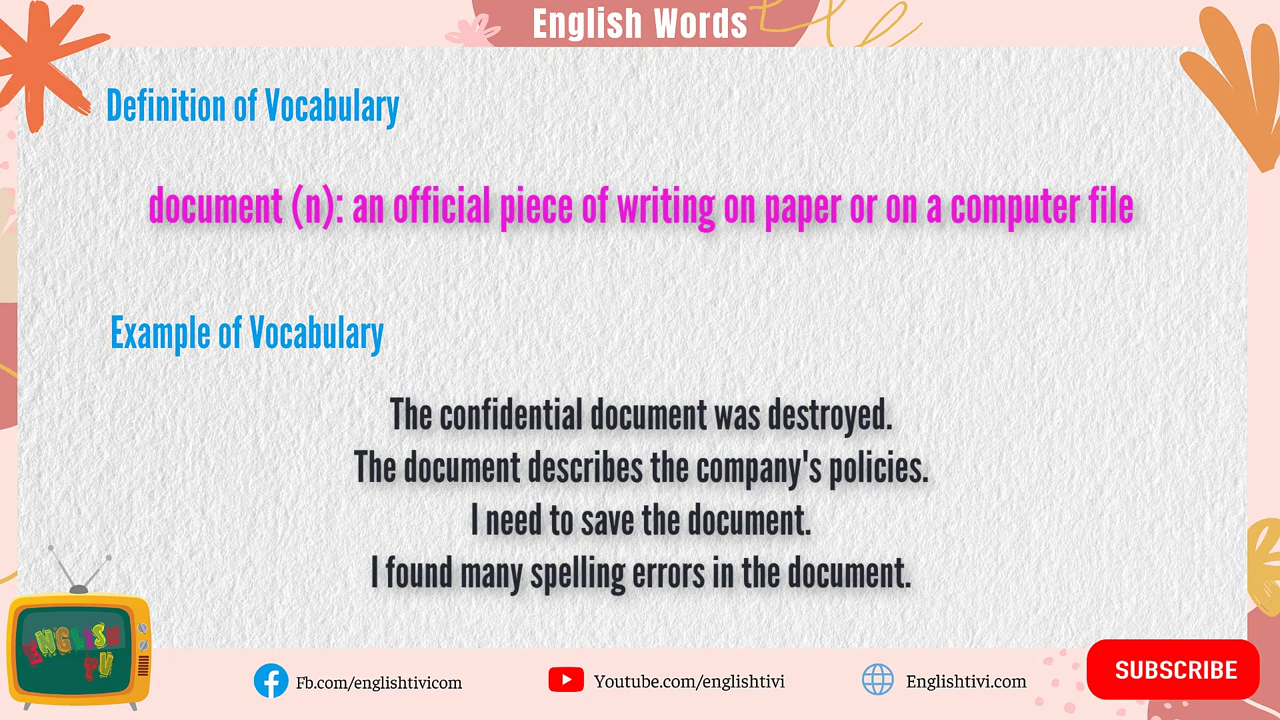 English Words
Definition of Vocabulary
document (n): an official piece of writing on paper or on a computer file
Example of Vocabulary
The confidential document was destroyed.
The document describes the company's policies.
I need to save the document.
I found many spelling errors in the document.
ENGLISH
TV
Fb.com/englishtivicom
Youtube.com/englishtivi
Englishtivi.com
SUBSCRIBE